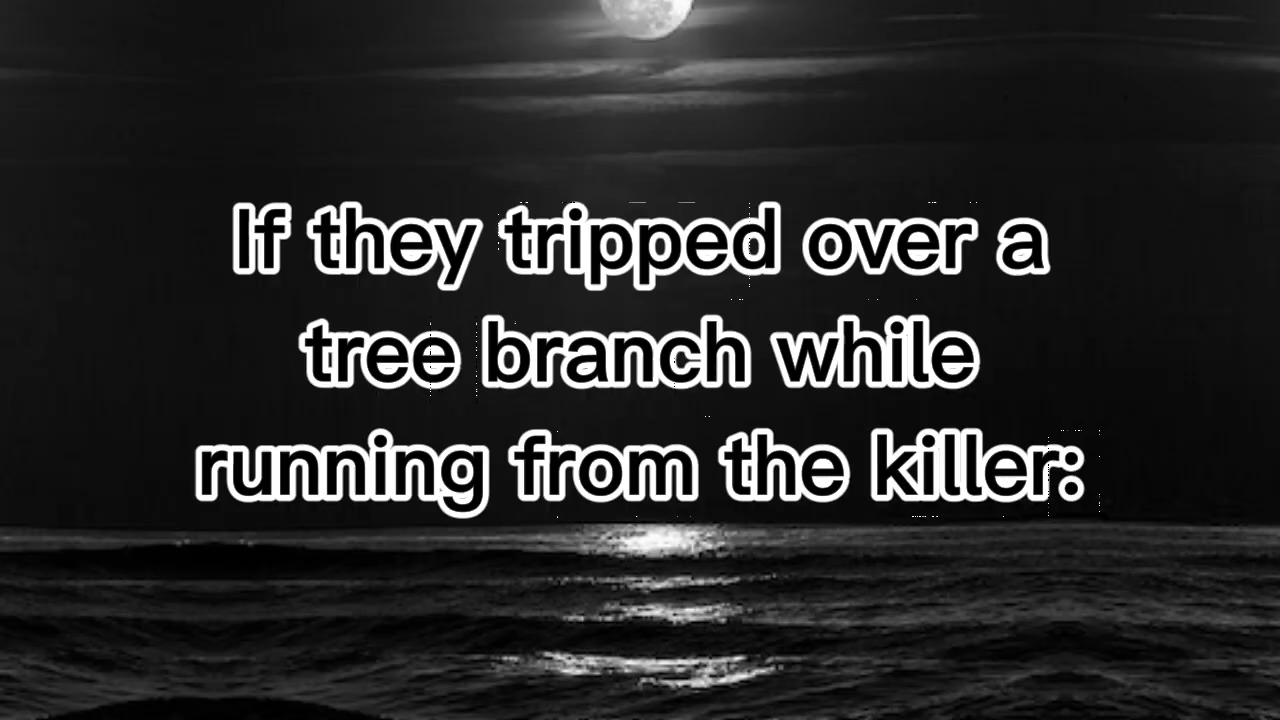 If they tripped over a
tree branch while
running from the killer: